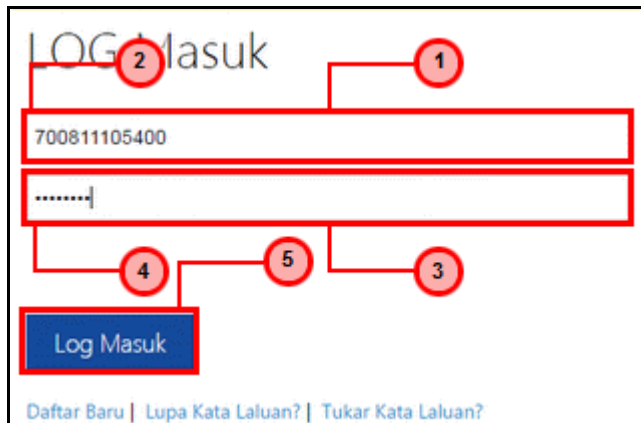 LOG Masuk
2
1
700811105400
••••••••
4
5
3
Log Masuk
Daftar Baru | Lupa Kata Laluan? | Tukar Kata Laluan?